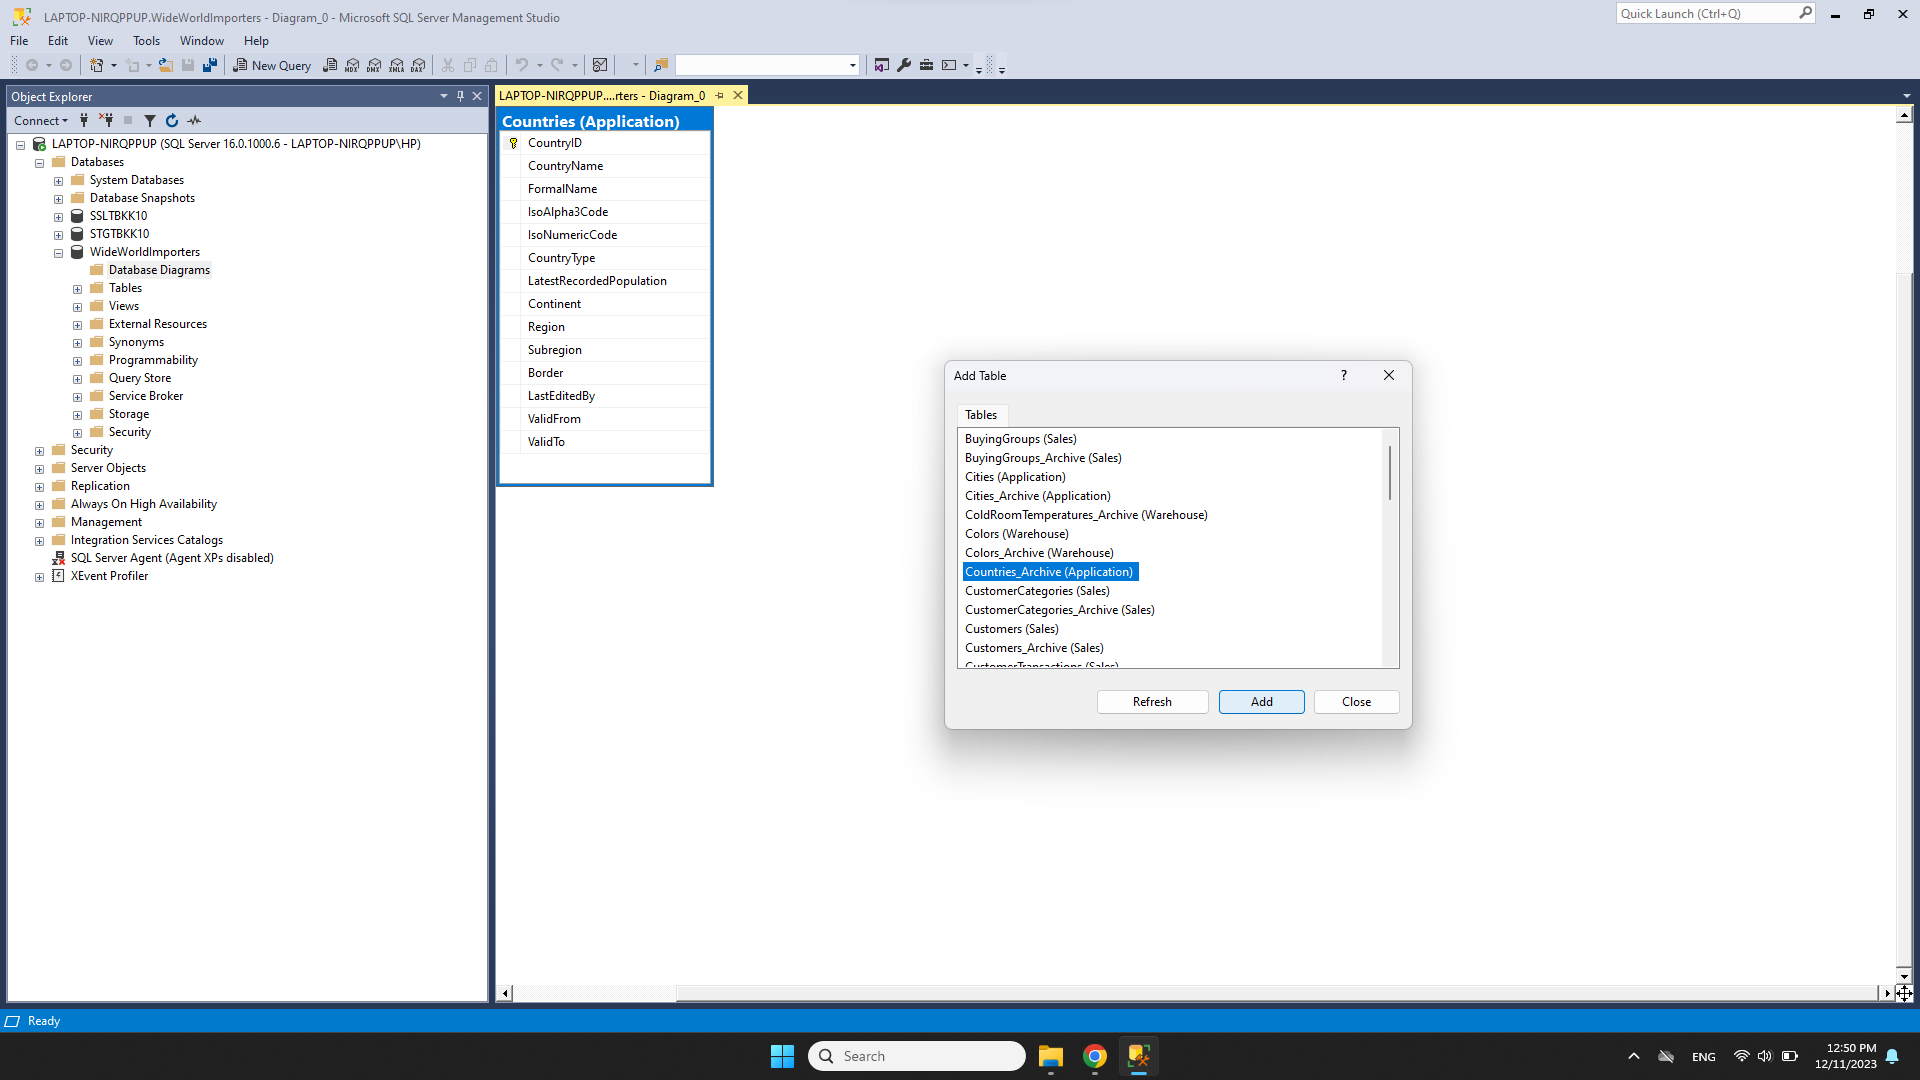 LAPTOP-NIRQPPUP.WideWorldImporters - Diagram_0 - Microsoft SQL Server Management Studio
Quick Launch (Ctrl+Q)
File Edit View Tools Window Help
New Query
MDX DMX XMLA DAX
Object Explorer
LAPTOP-NIRQPPUP....rters - Diagram_0
Connect
LAPTOP-NIRQPPUP (SQL Server 16.0.1000.6 - LAPTOP-NIRQPPUP\HP)
Databases
System Databases
Database Snapshots
SSLTBKK10
STGTBKK10
WideWorldImporters
Database Diagrams
Tables
Views
External Resources
Synonyms
Programmability
Query Store
Service Broker
Storage
Security
Security
Server Objects
Replication
Always On High Availability
Management
Integration Services Catalogs
SQL Server Agent (Agent XPs disabled)
XEvent Profiler
Countries (Application)
CountryID
CountryName
FormalName
IsoAlpha3Code
IsoNumericCode
CountryType
LatestRecordedPopulation
Continent
Region
Subregion
Border
LastEditedBy
ValidFrom
ValidTo
Add Table
?
Tables
BuyingGroups (Sales)
BuyingGroups_Archive (Sales)
Cities (Application)
Cities_Archive (Application)
ColdRoomTemperatures_Archive (Warehouse)
Colors (Warehouse)
Colors_Archive (Warehouse)
Countries_Archive (Application)
CustomerCategories (Sales)
CustomerCategories_Archive (Sales)
Customers (Sales)
Customers_Archive (Sales)
CustomerTransactions (Sales)
Refresh Add Close
Ready
Search
ENG
12:50 PM
12/11/2023